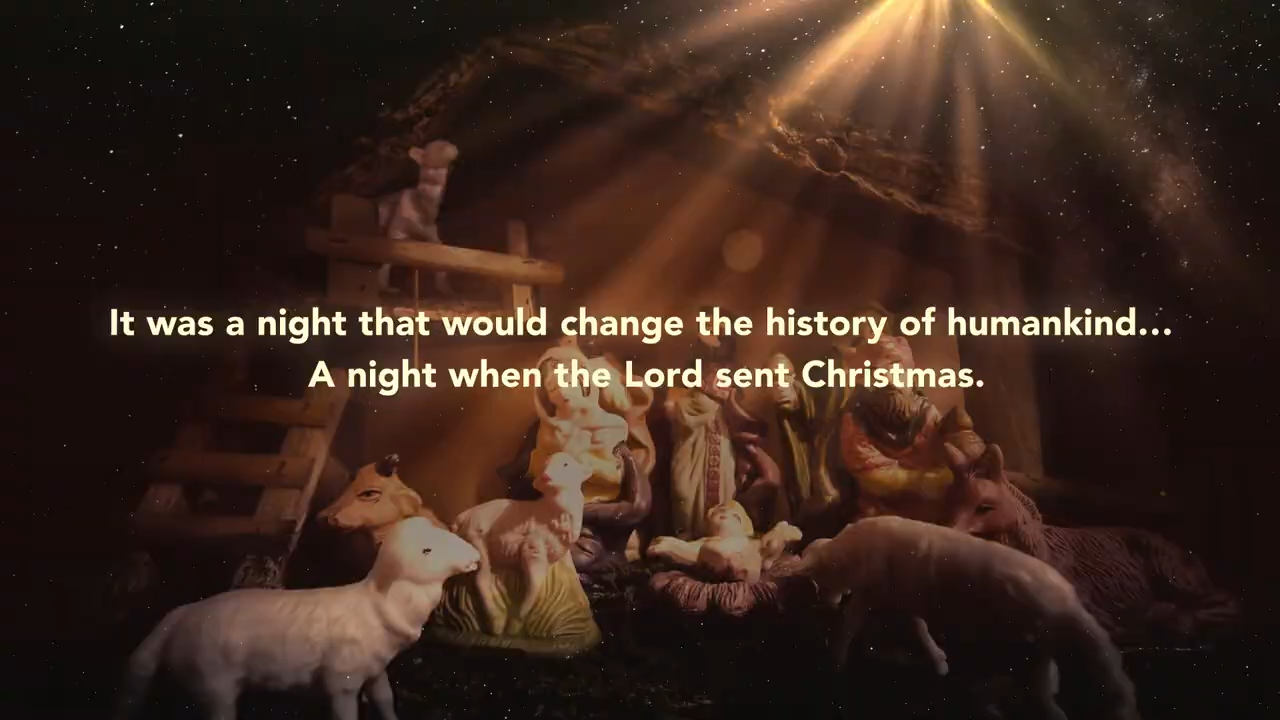 It was a night that would change the history of humankind...
A night when the Lord sent Christmas.